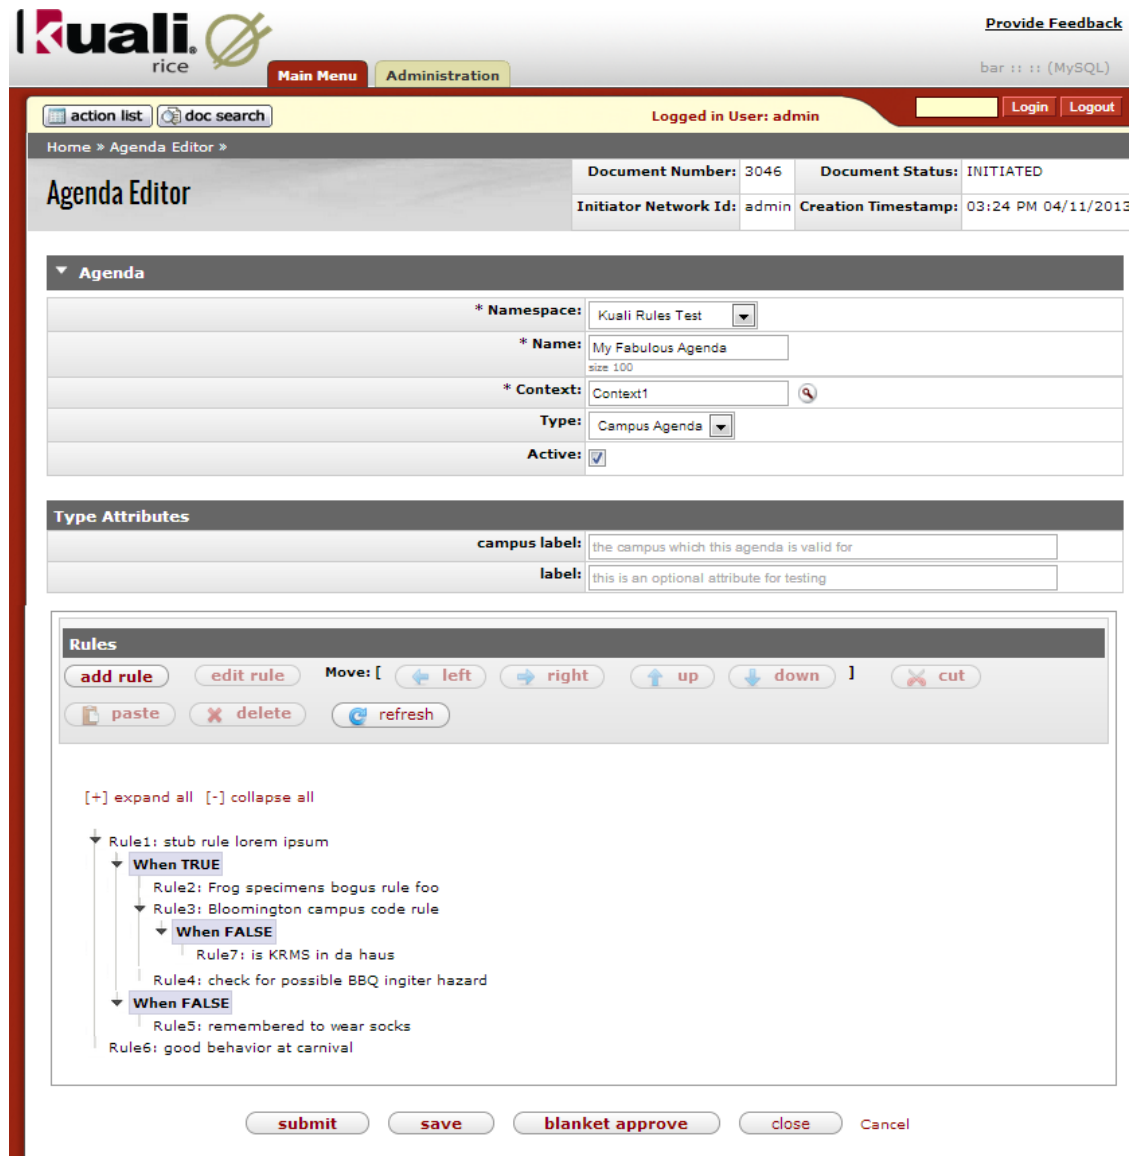 kuali®
rice
Provide Feedback
Main Menu Administration
bar :: :: (MySQL)
action list doc search Logged in User: admin Login Logout
Home » Agenda Editor »
Agenda Editor
Document Number: 3046 Document Status: INITIATED
Initiator Network Id: admin Creation Timestamp: 03:24 PM 04/11/2013
Agenda
* Namespace: Kuali Rules Test
* Name: My Fabulous Agenda
size 100
* Context: Context1
Type: Campus Agenda
Active:
Type Attributes
campus label: the campus which this agenda is valid for
label: this is an optional attribute for testing
Rules
add rule edit rule Move: [ left right up down ] cut
paste delete refresh
[+] expand all [-] collapse all
Rule1: stub rule lorem ipsum
When TRUE
Rule2: Frog specimens bogus rule foo
Rule3: Bloomington campus code rule
When FALSE
Rule7: is KRMS in da haus
Rule4: check for possible BBQ ingiter hazard
When FALSE
Rule5: remembered to wear socks
Rule6: good behavior at carnival
submit save blanket approve close Cancel